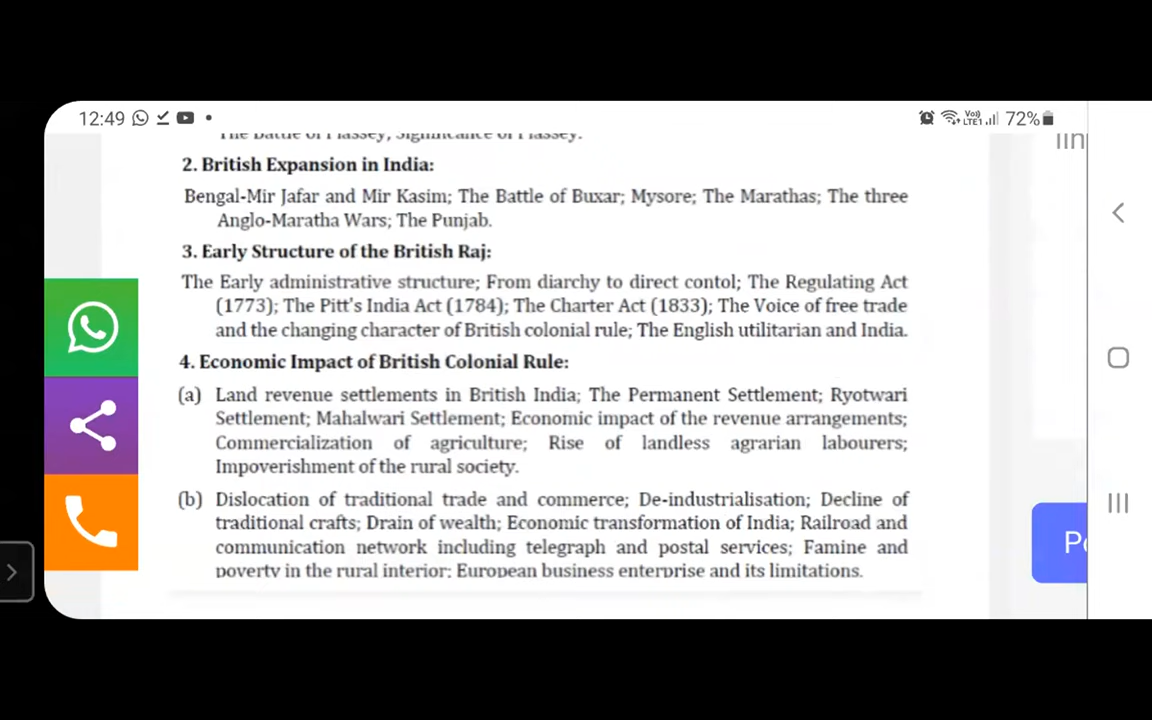 12:49
72%
The Battle of Plassey; Significance of Plassey.
2. British Expansion in India:
Bengal-Mir Jafar and Mir Kasim; The Battle of Buxar; Mysore; The Marathas; The three
Anglo-Maratha Wars; The Punjab.
3. Early Structure of the British Raj:
The Early administrative structure; From diarchy to direct contol; The Regulating Act
(1773); The Pitt's India Act (1784); The Charter Act (1833); The Voice of free trade
and the changing character of British colonial rule; The English utilitarian and India.
4. Economic Impact of British Colonial Rule:
(a) Land revenue settlements in British India; The Permanent Settlement; Ryotwari
Settlement; Mahalwari Settlement; Economic impact of the revenue arrangements;
Commercialization of agriculture; Rise of landless agrarian labourers;
Impoverishment of the rural society.
(b) Dislocation of traditional trade and commerce; De-industrialisation; Decline of
traditional crafts; Drain of wealth; Economic transformation of India; Railroad and
communication network including telegraph and postal services; Famine and
poverty in the rural interior; European business enterprise and its limitations.